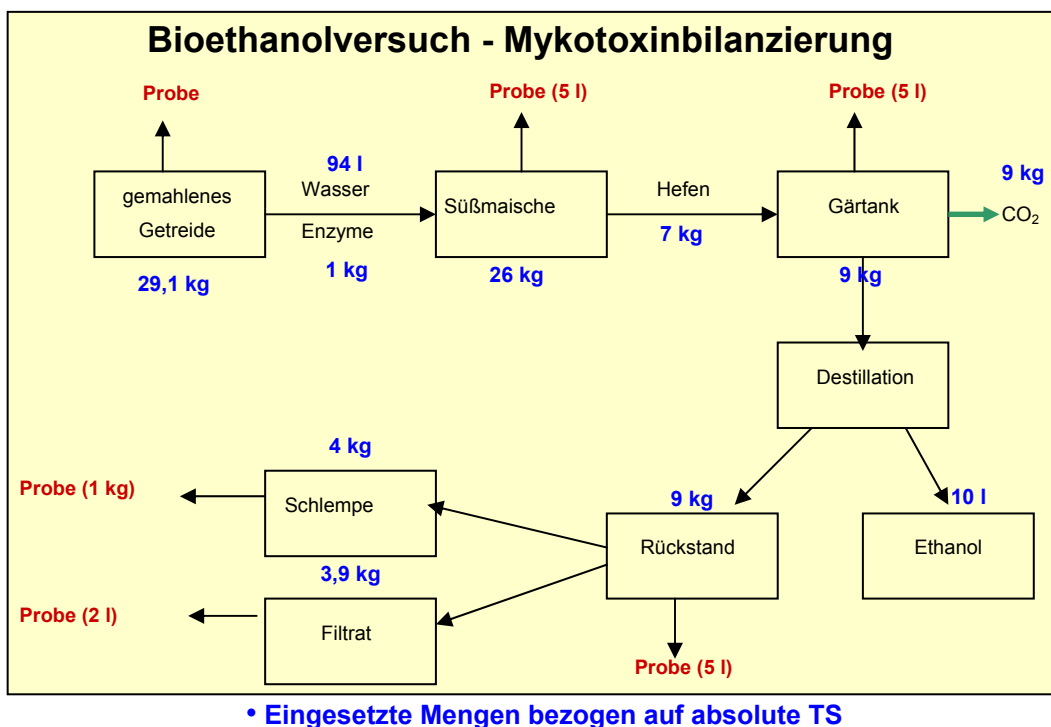 Bioethanolversuch - Mykotoxinbilanzierung
Probe
Probe (5 l)
Probe (5 l)
94 l
Wasser
Enzyme
1 kg
gemahlenes
Getreide
29,1 kg
Süßmaische
26 kg
Hefen
7 kg
Gärtank
9 kg
9 kg
CO₂
Destillation
4 kg
Probe (1 kg)
Schlempe
9 kg
10 l
Rückstand
Ethanol
3,9 kg
Probe (2 l)
Filtrat
Probe (5 l)
• Eingesetzte Mengen bezogen auf absolute TS